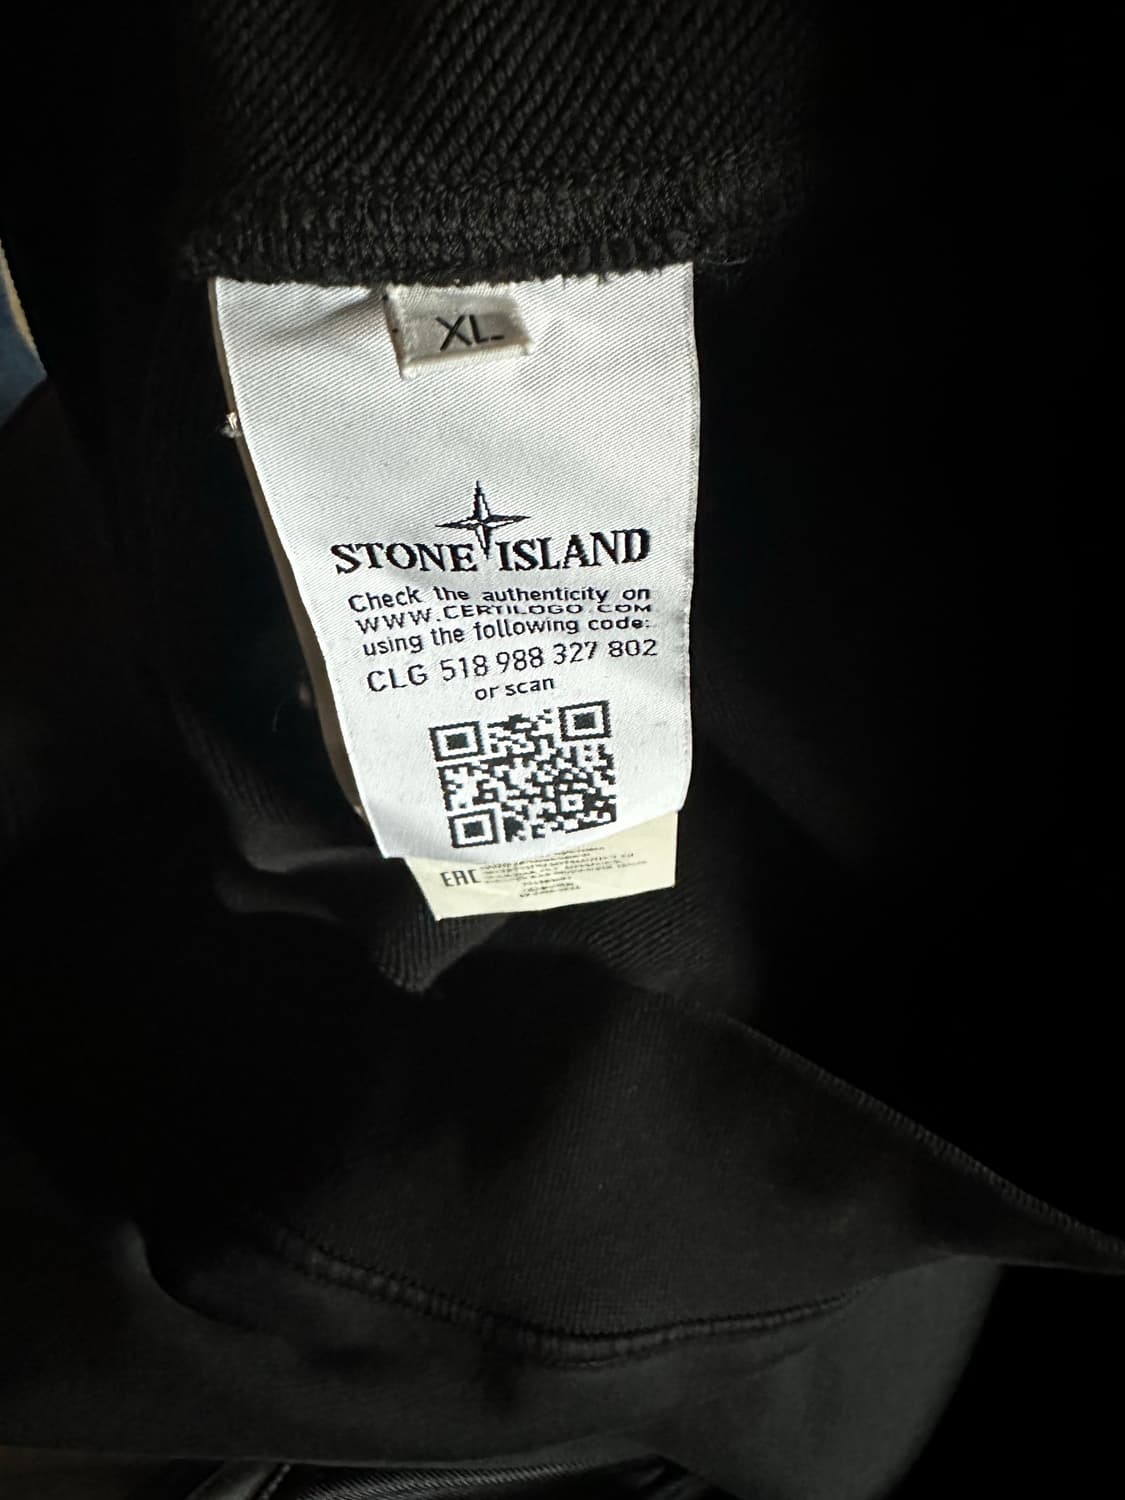 XL
STONE ISLAND
Check the authenticity on
WWW.CERTILOGO.COM
using the following code:
CLG 518 988 327 802
or scan
EAC